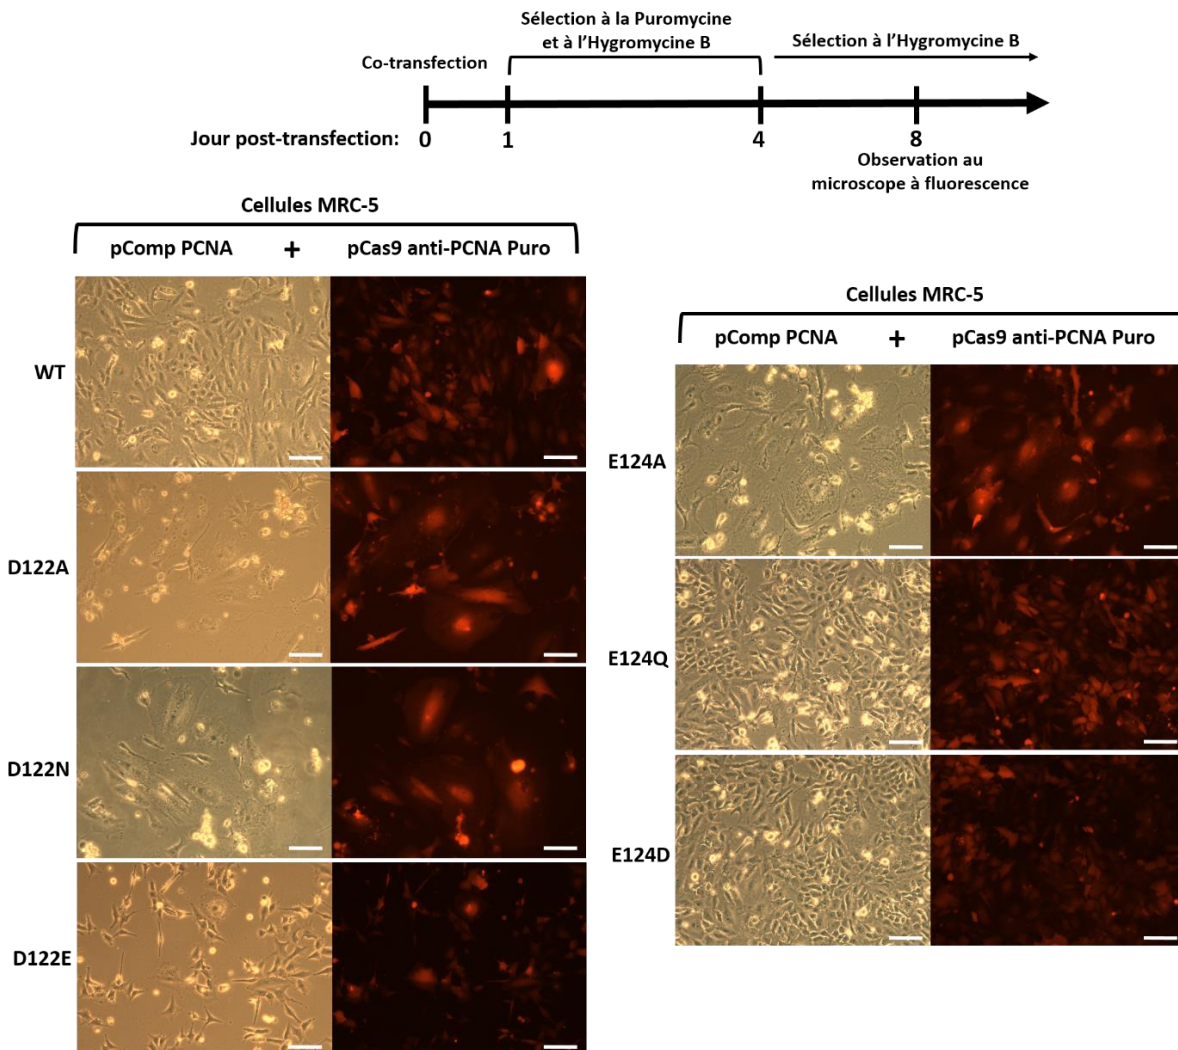 Sélection à la Puromycine
et à l'Hygromycine B
Sélection à l'Hygromycine B
Co-transfection
Jour post-transfection: 0 1 4 8
Observation au
microscope à fluorescence
Cellules MRC-5
pComp PCNA + pCas9 anti-PCNA Puro
WT
D122A
D122N
D122E
Cellules MRC-5
pComp PCNA + pCas9 anti-PCNA Puro
E124A
E124Q
E124D